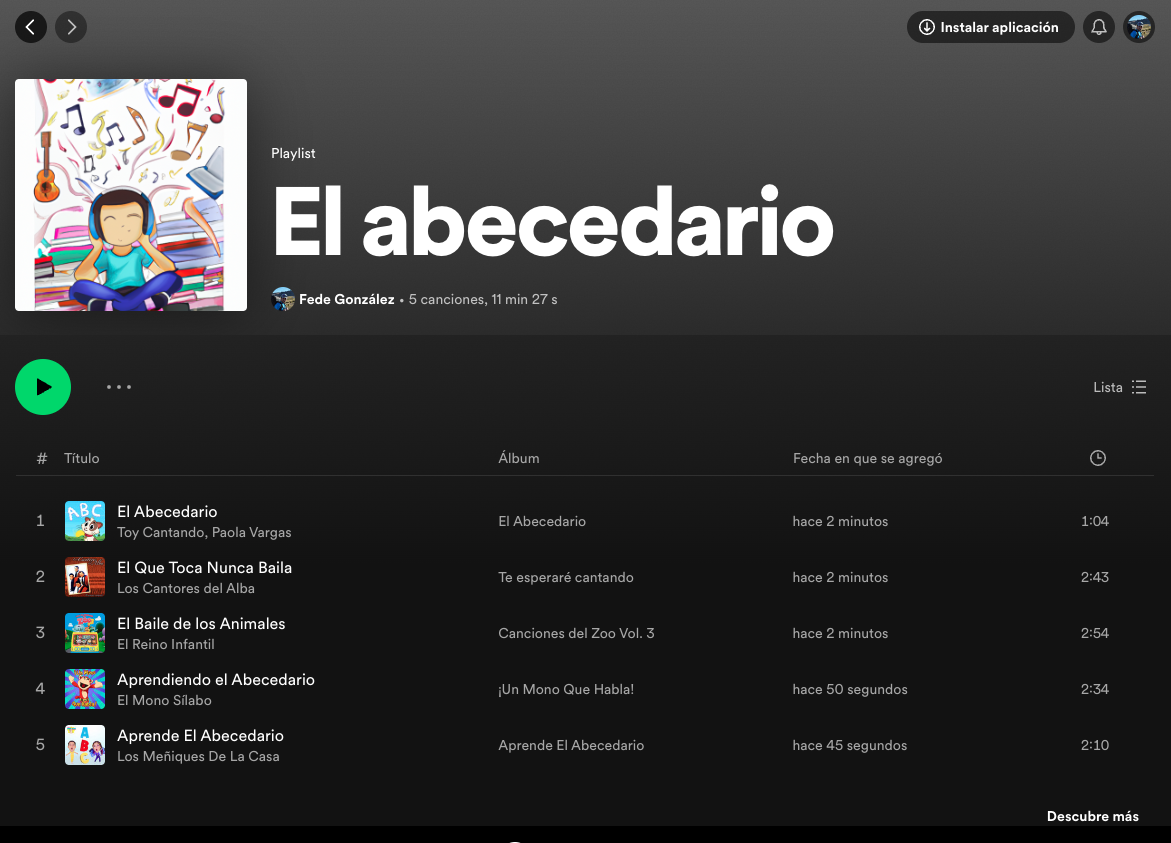 Instalar aplicación
Playlist
El abecedario
Fede González • 5 canciones, 11 min 27 s
Lista
# Título Álbum Fecha en que se agregó
1 El Abecedario El Abecedario hace 2 minutos 1:04
Toy Cantando, Paola Vargas
2 El Que Toca Nunca Baila Te esperaré cantando hace 2 minutos 2:43
Los Cantores del Alba
3 El Baile de los Animales Canciones del Zoo Vol. 3 hace 2 minutos 2:54
El Reino Infantil
4 Aprendiendo el Abecedario ¡Un Mono Que Habla! hace 50 segundos 2:34
El Mono Sílabo
5 Aprende El Abecedario Aprende El Abecedario hace 45 segundos 2:10
Los Meñiques De La Casa
ABC
Descubre más